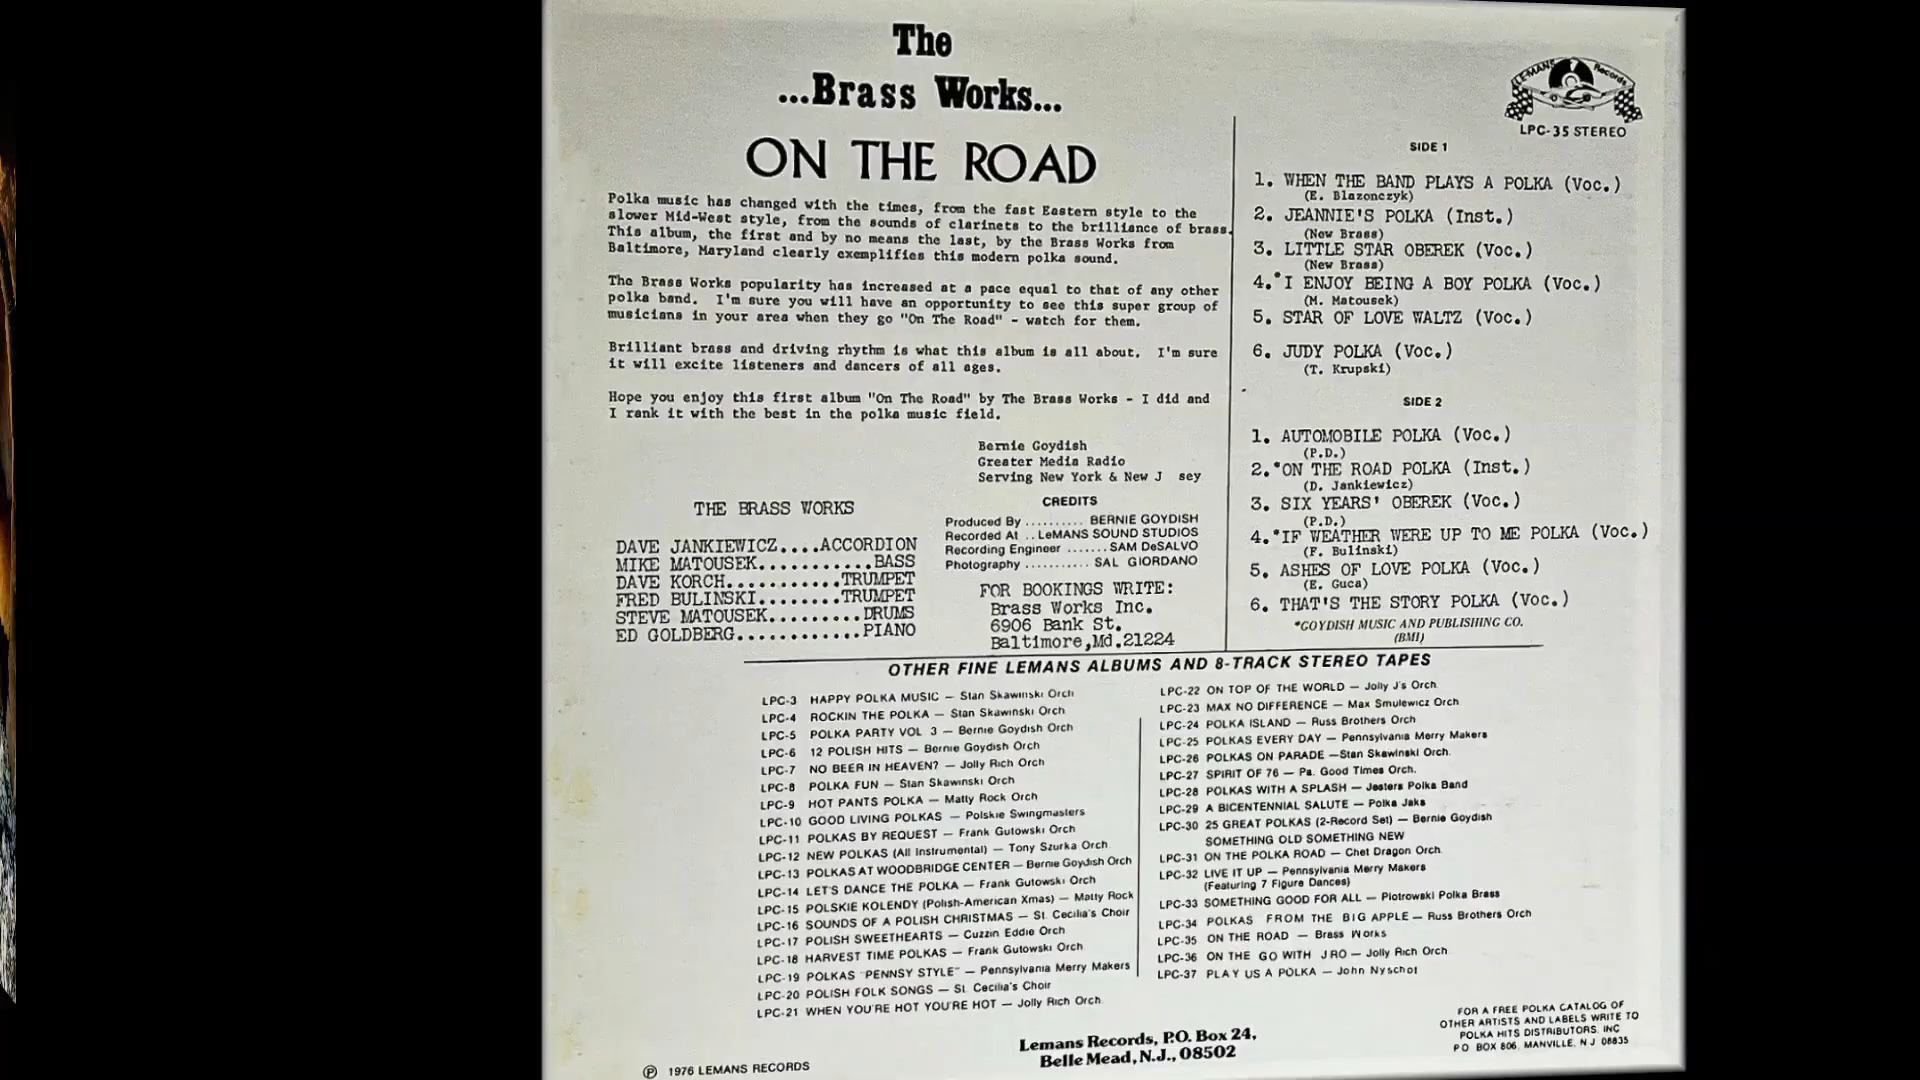 The
...Brass Works...
ON THE ROAD
Polka music has changed with the times, from the fast Eastern style to the
slower Mid-West style, from the sounds of clarinets to the brilliance of brass.
This album, the first and by no means the last, by the Brass Works from
Baltimore, Maryland clearly exemplifies this modern polka sound.
The Brass Works popularity has increased at a pace equal to that of any other
polka band. I'm sure you will have an opportunity to see this super group of
musicians in your area when they go "On The Road" - watch for them.
Brilliant brass and driving rhythm is what this album is all about. I'm sure
it will excite listeners and dancers of all ages.
Hope you enjoy this first album "On The Road" by The Brass Works - I did and
I rank it with the best in the polka music field.
Bernie Goydish
Greater Media Radio
Serving New York & New J sey
THE BRASS WORKS
DAVE JANKIEWICZ....ACCORDION
MIKE MATOUSEK...........BASS
DAVE KORCH...........TRUMPET
FRED BULINSKI........TRUMPET
STEVE MATOUSEK.........DRUMS
ED GOLDBERG............PIANO
CREDITS
Produced By .......... BERNIE GOYDISH
Recorded At .. LeMANS SOUND STUDIOS
Recording Engineer ....... SAM DeSALVO
Photography .......... SAL GIORDANO
FOR BOOKINGS WRITE:
Brass Works Inc.
6906 Bank St.
Baltimore,Md.21224
LE-MANS Records
LPC-35 STEREO
SIDE 1
1. WHEN THE BAND PLAYS A POLKA (Voc.)
(E. Blazonczyk)
2. JEANNIE'S POLKA (Inst.)
(New Brass)
3. LITTLE STAR OBEREK (Voc.)
(New Brass)
4.*I ENJOY BEING A BOY POLKA (Voc.)
(M. Matousek)
5. STAR OF LOVE WALTZ (Voc.)
6. JUDY POLKA (Voc.)
(T. Krupski)
SIDE 2
1. AUTOMOBILE POLKA (Voc.)
(P.D.)
2.*ON THE ROAD POLKA (Inst.)
(D. Jankiewicz)
3. SIX YEARS' OBEREK (Voc.)
(P.D.)
4.*IF WEATHER WERE UP TO ME POLKA (Voc.)
(F. Bulinski)
5. ASHES OF LOVE POLKA (Voc.)
(E. Guca)
6. THAT'S THE STORY POLKA (Voc.)
*GOYDISH MUSIC AND PUBLISHING CO.
(BMI)
OTHER FINE LEMANS ALBUMS AND 8-TRACK STEREO TAPES
LPC-3 HAPPY POLKA MUSIC — Stan Skawinski Orch
LPC-4 ROCKIN THE POLKA — Stan Skawinski Orch
LPC-5 POLKA PARTY VOL 3 — Bernie Goydish Orch
LPC-6 12 POLISH HITS — Bernie Goydish Orch
LPC-7 NO BEER IN HEAVEN? — Jolly Rich Orch
LPC-8 POLKA FUN — Stan Skawinski Orch
LPC-9 HOT PANTS POLKA — Matty Rock Orch
LPC-10 GOOD LIVING POLKAS — Polskie Swingmasters
LPC-11 POLKAS BY REQUEST — Frank Gutowski Orch
LPC-12 NEW POLKAS (All Instrumental) — Tony Szurka Orch
LPC-13 POLKAS AT WOODBRIDGE CENTER — Bernie Goydish Orch
LPC-14 LET'S DANCE THE POLKA — Frank Gutowski Orch
LPC-15 POLSKIE KOLENDY (Polish-American Xmas) — Matty Rock
LPC-16 SOUNDS OF A POLISH CHRISTMAS — St. Cecilia's Choir
LPC-17 POLISH SWEETHEARTS — Cuzzin Eddie Orch
LPC-18 HARVEST TIME POLKAS — Frank Gutowski Orch
LPC-19 POLKAS "PENNSY STYLE" — Pennsylvania Merry Makers
LPC-20 POLISH FOLK SONGS — St. Cecilia's Choir
LPC-21 WHEN YOU'RE HOT YOU'RE HOT — Jolly Rich Orch.
LPC-22 ON TOP OF THE WORLD — Jolly J's Orch
LPC-23 MAX NO DIFFERENCE — Max Smulewicz Orch
LPC-24 POLKA ISLAND — Russ Brothers Orch
LPC-25 POLKAS EVERY DAY — Pennsylvania Merry Makers
LPC-26 POLKAS ON PARADE —Stan Skawinski Orch.
LPC-27 SPIRIT OF 76 — Pa. Good Times Orch.
LPC-28 POLKAS WITH A SPLASH — Jesters Polka Band
LPC-29 A BICENTENNIAL SALUTE — Polka Jaks
LPC-30 25 GREAT POLKAS (2-Record Set) — Bernie Goydish
SOMETHING OLD SOMETHING NEW
LPC-31 ON THE POLKA ROAD — Chet Dragon Orch
LPC-32 LIVE IT UP — Pennsylvania Merry Makers
(Featuring 7 Figure Dances)
LPC-33 SOMETHING GOOD FOR ALL — Piotrowski Polka Brass
LPC-34 POLKAS FROM THE BIG APPLE — Russ Brothers Orch
LPC-35 ON THE ROAD — Brass Works
LPC-36 ON THE GO WITH JRO — Jolly Rich Orch
LPC-37 PLAY US A POLKA — John Nyschot
FOR A FREE POLKA CATALOG OF
OTHER ARTISTS AND LABELS WRITE TO
POLKA HITS DISTRIBUTORS, INC
PO BOX 806, MANVILLE, N J 08835
Lemans Records, P.O. Box 24,
Belle Mead, N.J., 08502
Ⓟ 1976 LEMANS RECORDS